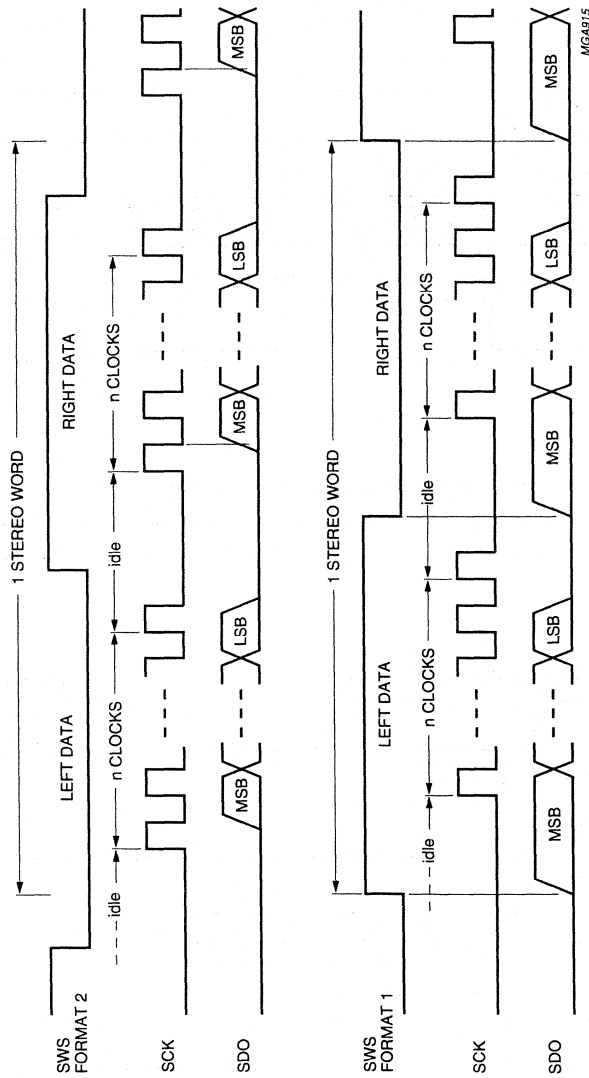 1 STEREO WORD
SWS
FORMAT 2
LEFT DATA
RIGHT DATA
idle
n CLOCKS
idle
n CLOCKS
SCK
SDO
MSB
LSB
MSB
LSB
MSB
1 STEREO WORD
SWS
FORMAT 1
LEFT DATA
RIGHT DATA
idle
n CLOCKS
idle
n CLOCKS
SCK
SDO
MSB
LSB
MSB
LSB
MSB
MGA915